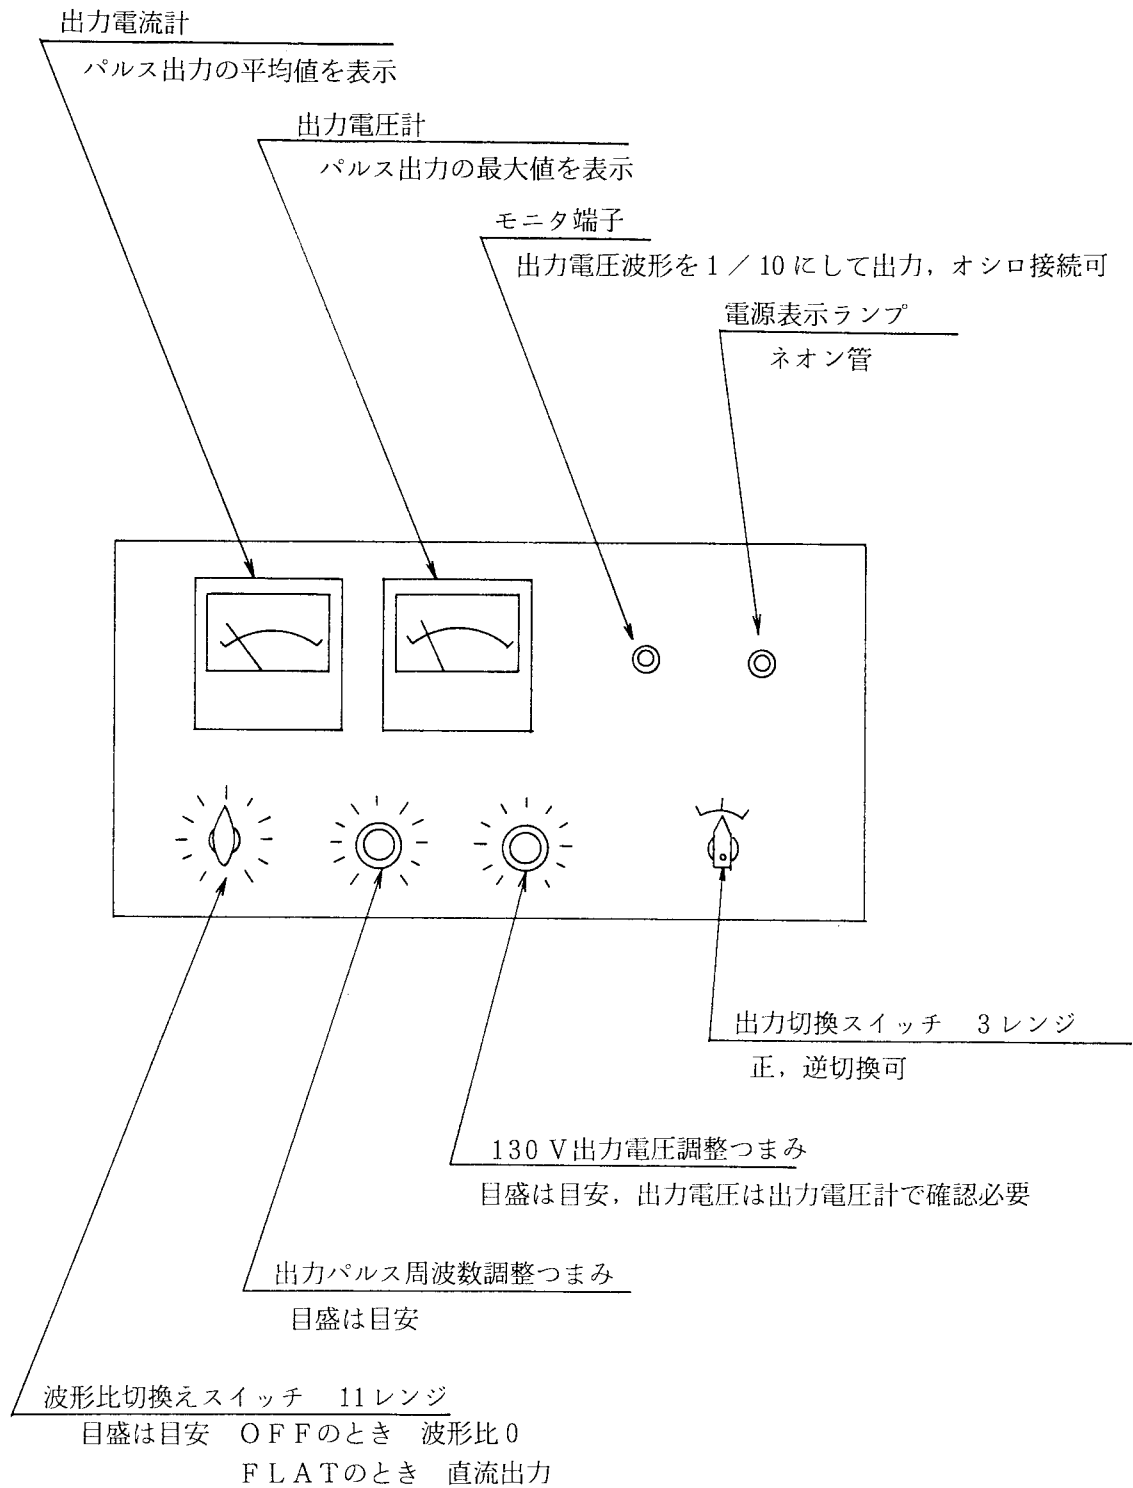 出力電流計
パルス出力の平均値を表示
出力電圧計
パルス出力の最大値を表示
モニタ端子
出力電圧波形を1／10にして出力，オシロ接続可
電源表示ランプ
ネオン管
出力切換スイッチ　3レンジ
正，逆切換可
130V出力電圧調整つまみ
目盛は目安，出力電圧は出力電圧計で確認必要
出力パルス周波数調整つまみ
目盛は目安
波形比切換えスイッチ　11レンジ
目盛は目安　OFFのとき　波形比0
FLATのとき　直流出力